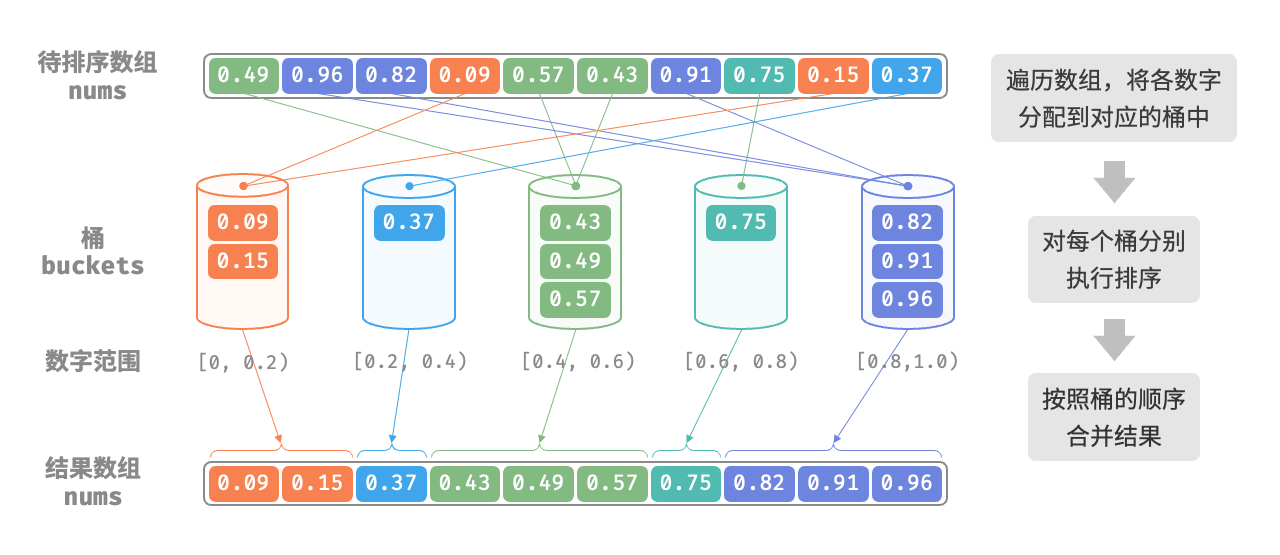 待排序数组
nums
0.49 0.96 0.82 0.09 0.57 0.43 0.91 0.75 0.15 0.37
遍历数组，将各数字
分配到对应的桶中
桶
buckets
0.09
0.15
0.37
0.43
0.49
0.57
0.75
0.82
0.91
0.96
对每个桶分别
执行排序
数字范围
[0, 0.2) [0.2, 0.4) [0.4, 0.6) [0.6, 0.8) [0.8,1.0)
按照桶的顺序
合并结果
结果数组
nums
0.09 0.15 0.37 0.43 0.49 0.57 0.75 0.82 0.91 0.96